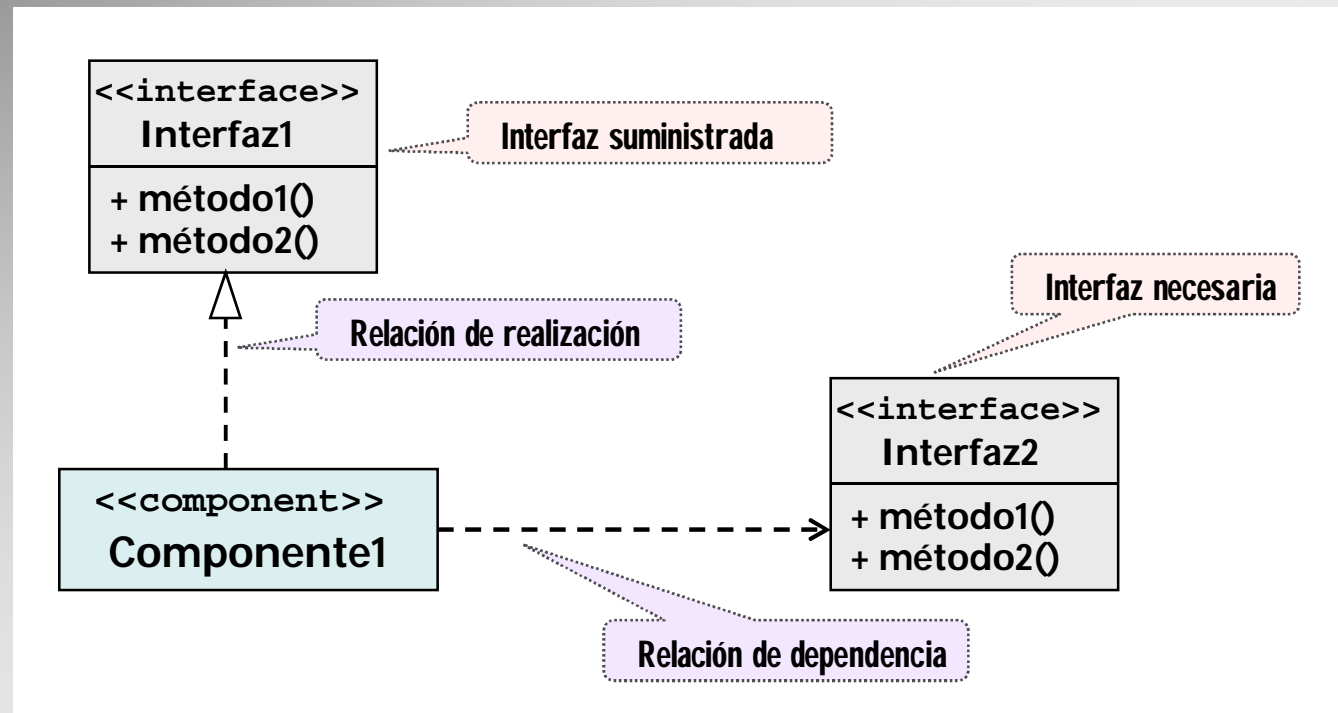 <<interface>>
Interfaz1
+ método1()
+ método2()
Interfaz suministrada
Interfaz necesaria
Relación de realización
<<interface>>
Interfaz2
+ método1()
+ método2()
<<component>>
Componente1
Relación de dependencia